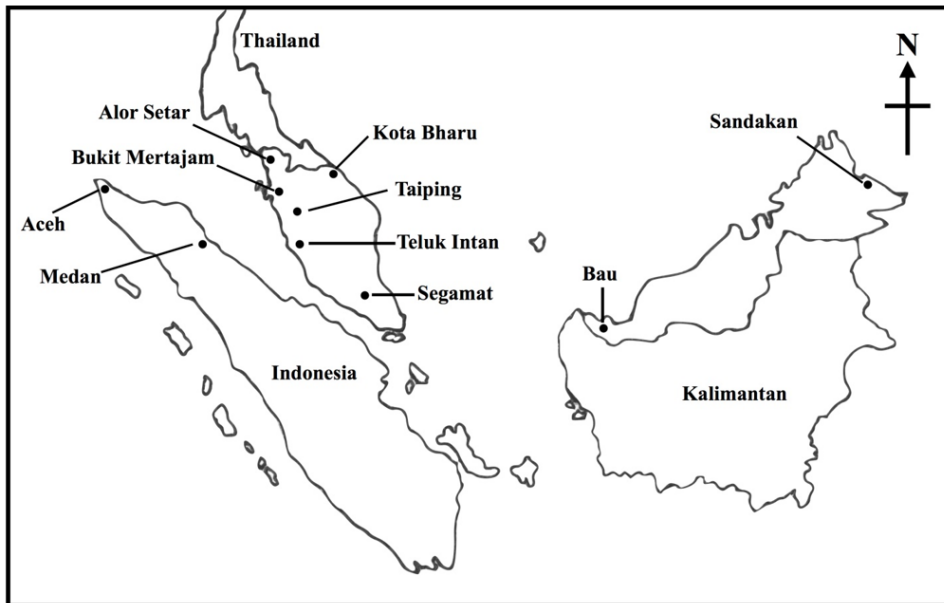 Thailand
N
Alor Setar
Kota Bharu
Sandakan
Bukit Mertajam
Taiping
Aceh
Teluk Intan
Medan
Bau
Segamat
Indonesia
Kalimantan